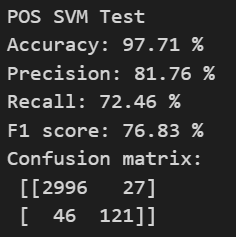 POS SVM Test
Accuracy: 97.71 %
Precision: 81.76 %
Recall: 72.46 %
F1 score: 76.83 %
Confusion matrix:
[[2996 27]
[ 46 121]]